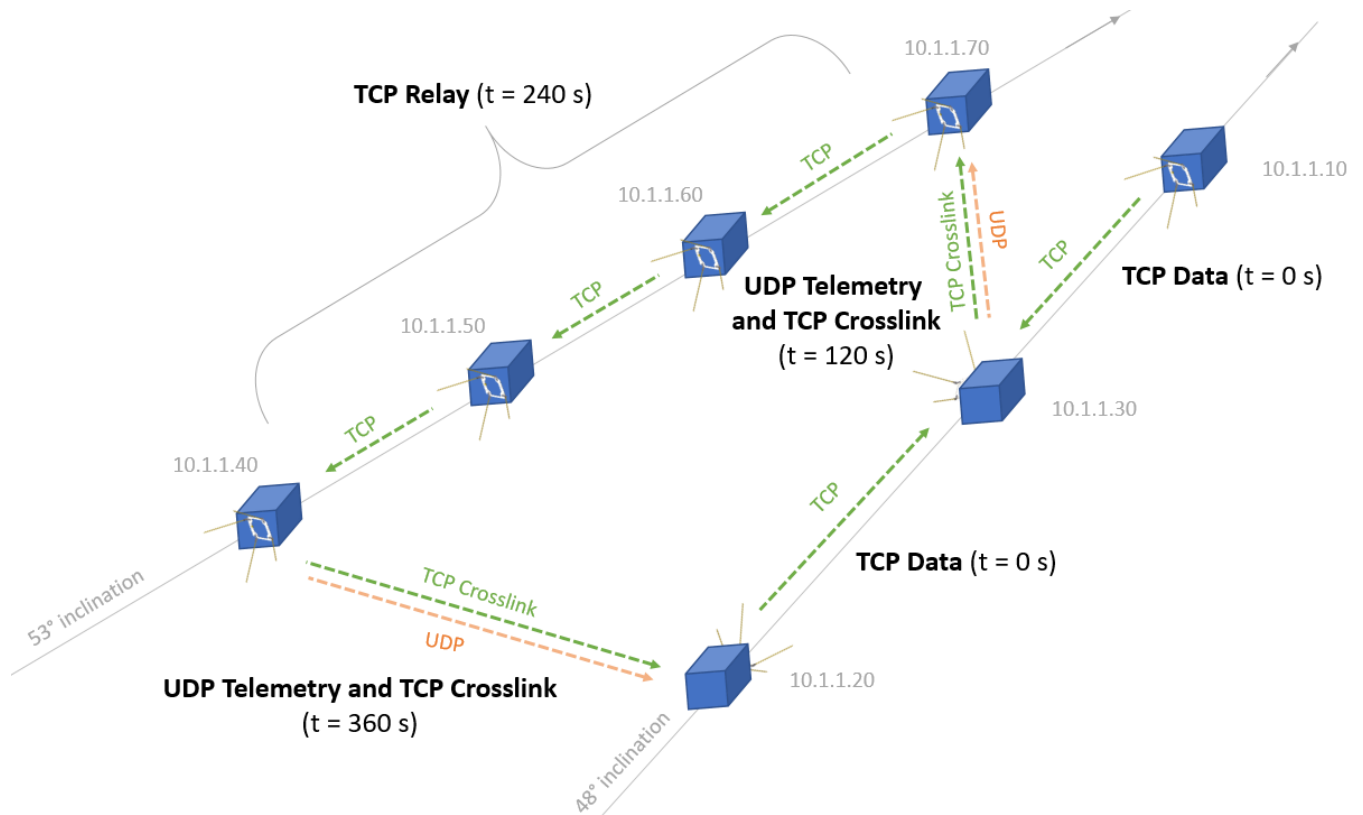 10.1.1.70
TCP Relay (t = 240 s)
TCP
10.1.1.10
10.1.1.60
TCP Crosslink
UDP
TCP
TCP Data (t = 0 s)
TCP
UDP Telemetry
and TCP Crosslink
(t = 120 s)
10.1.1.50
10.1.1.30
TCP
10.1.1.40
TCP
TCP Data (t = 0 s)
53° inclination
TCP Crosslink
UDP
10.1.1.20
UDP Telemetry and TCP Crosslink
(t = 360 s)
48° inclination